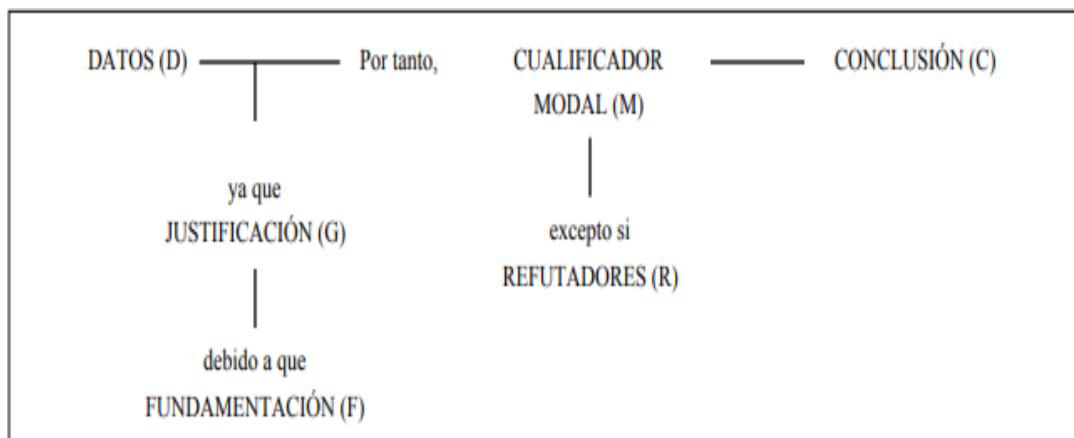 DATOS (D) Por tanto, CUALIFICADOR CONCLUSIÓN (C)
MODAL (M)
ya que
JUSTIFICACIÓN (G)
excepto si
REFUTADORES (R)
debido a que
FUNDAMENTACIÓN (F)